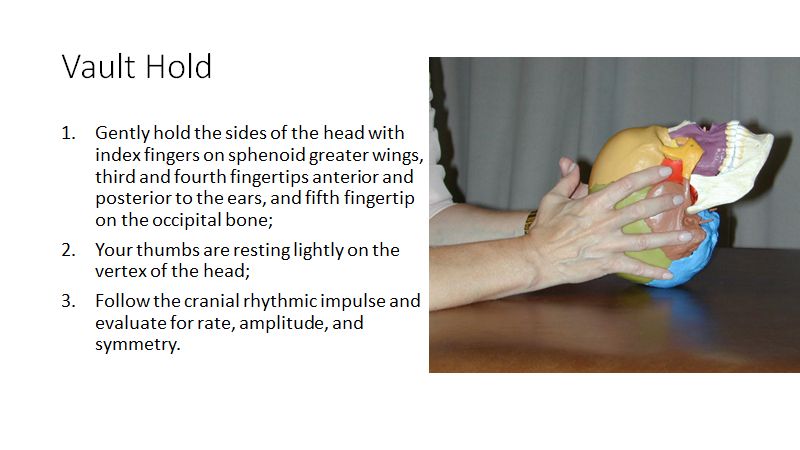 Vault Hold
1. Gently hold the sides of the head with
index fingers on sphenoid greater wings,
third and fourth fingertips anterior and
posterior to the ears, and fifth fingertip
on the occipital bone;
2. Your thumbs are resting lightly on the
vertex of the head;
3. Follow the cranial rhythmic impulse and
evaluate for rate, amplitude, and
symmetry.